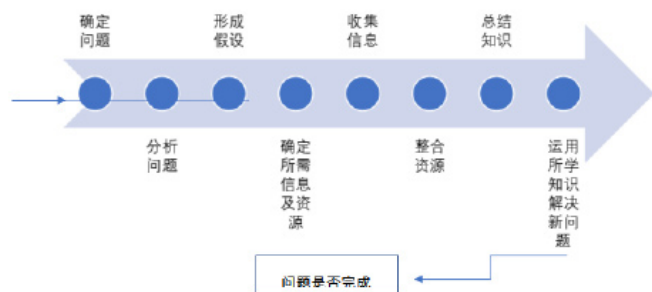 确定
问题
形成
假设
收集
信息
总结
知识
分析
问题
确定
所需
信息
及资
源
整合
资源
运用
所学
知识
解决
新问
题
问题是否完成